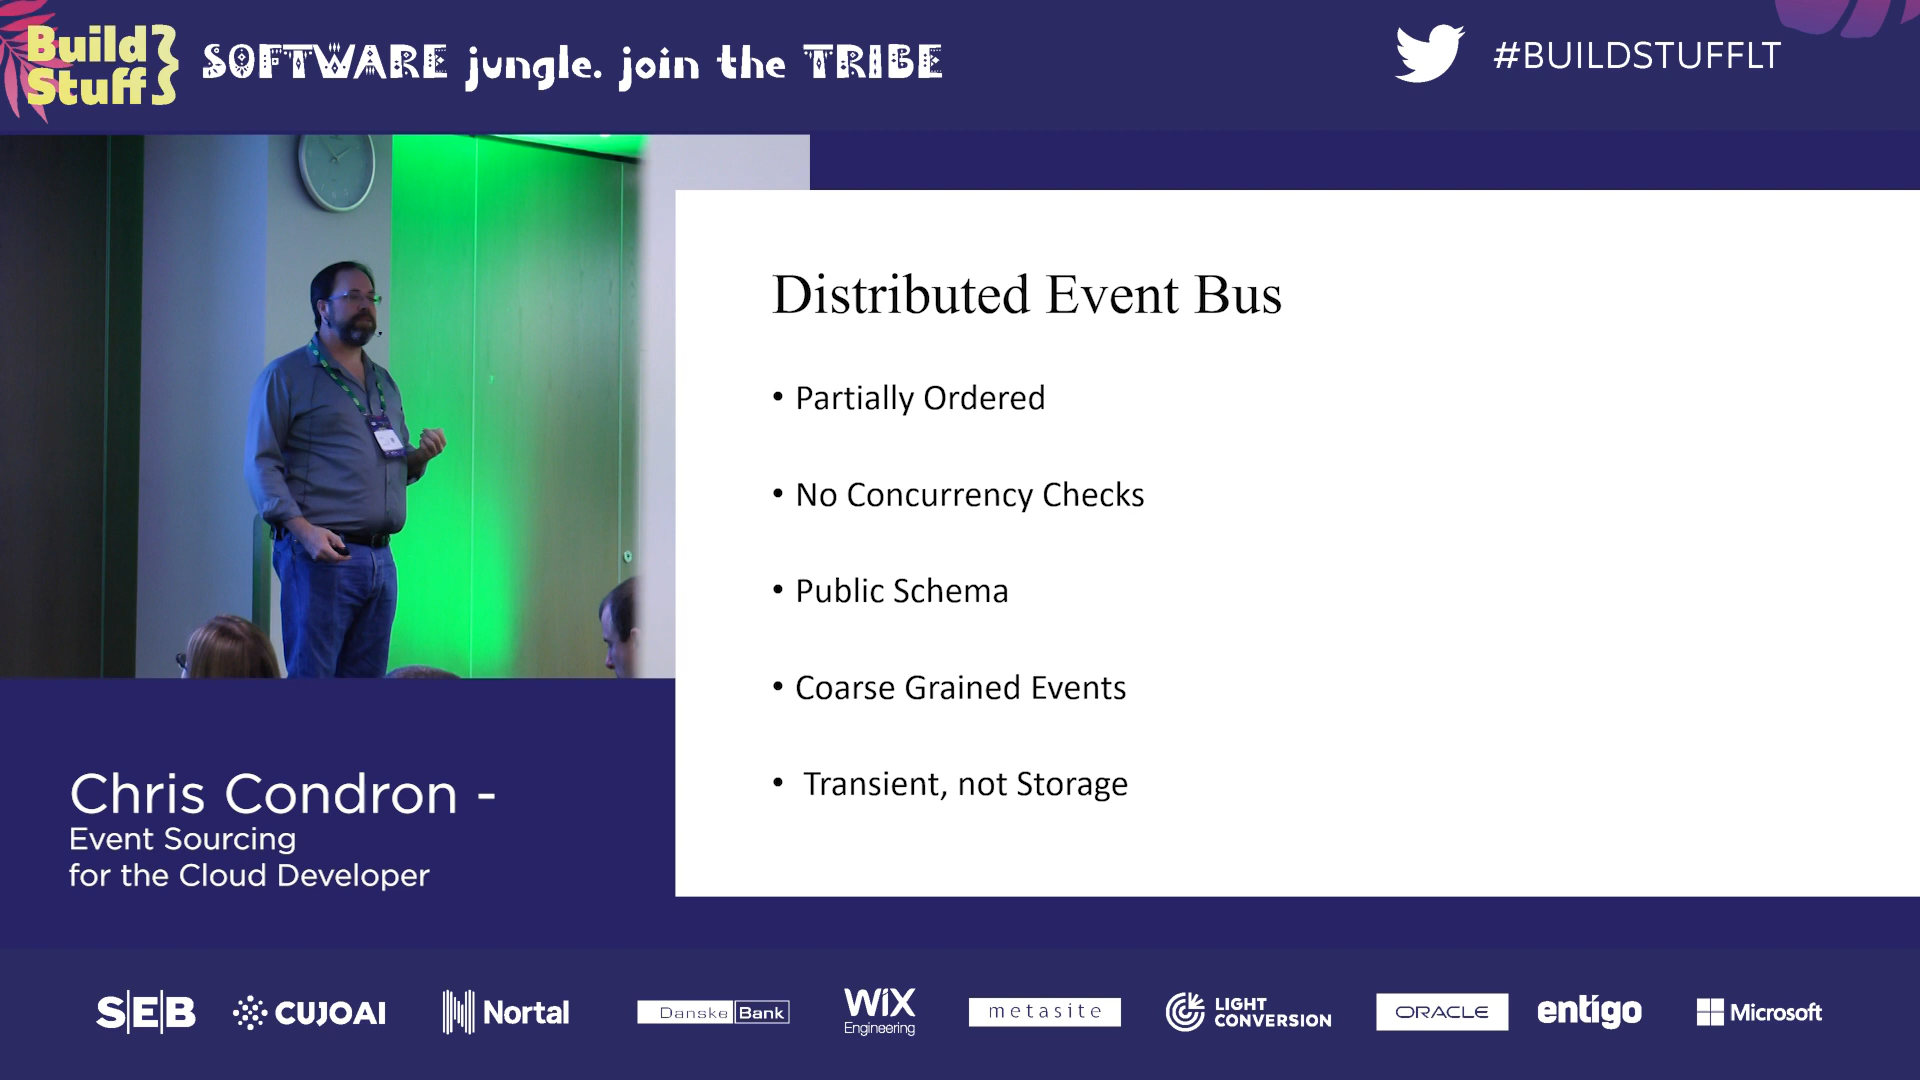 Build
Stuff
SOFTWARE jungle. join the TRIBE
#BUILDSTUFFLT
Distributed Event Bus
• Partially Ordered
• No Concurrency Checks
• Public Schema
• Coarse Grained Events
• Transient, not Storage
Chris Condron -
Event Sourcing
for the Cloud Developer
S|E|B
CUJOAI
Nortal
Danske Bank
WiX
Engineering
metasite
LIGHT
CONVERSION
ORACLE
entigo
Microsoft